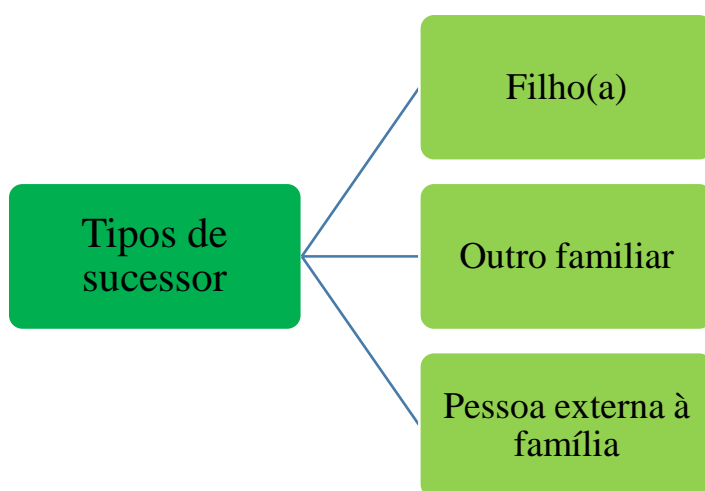 Tipos de
sucessor
Filho(a)
Outro familiar
Pessoa externa à
família